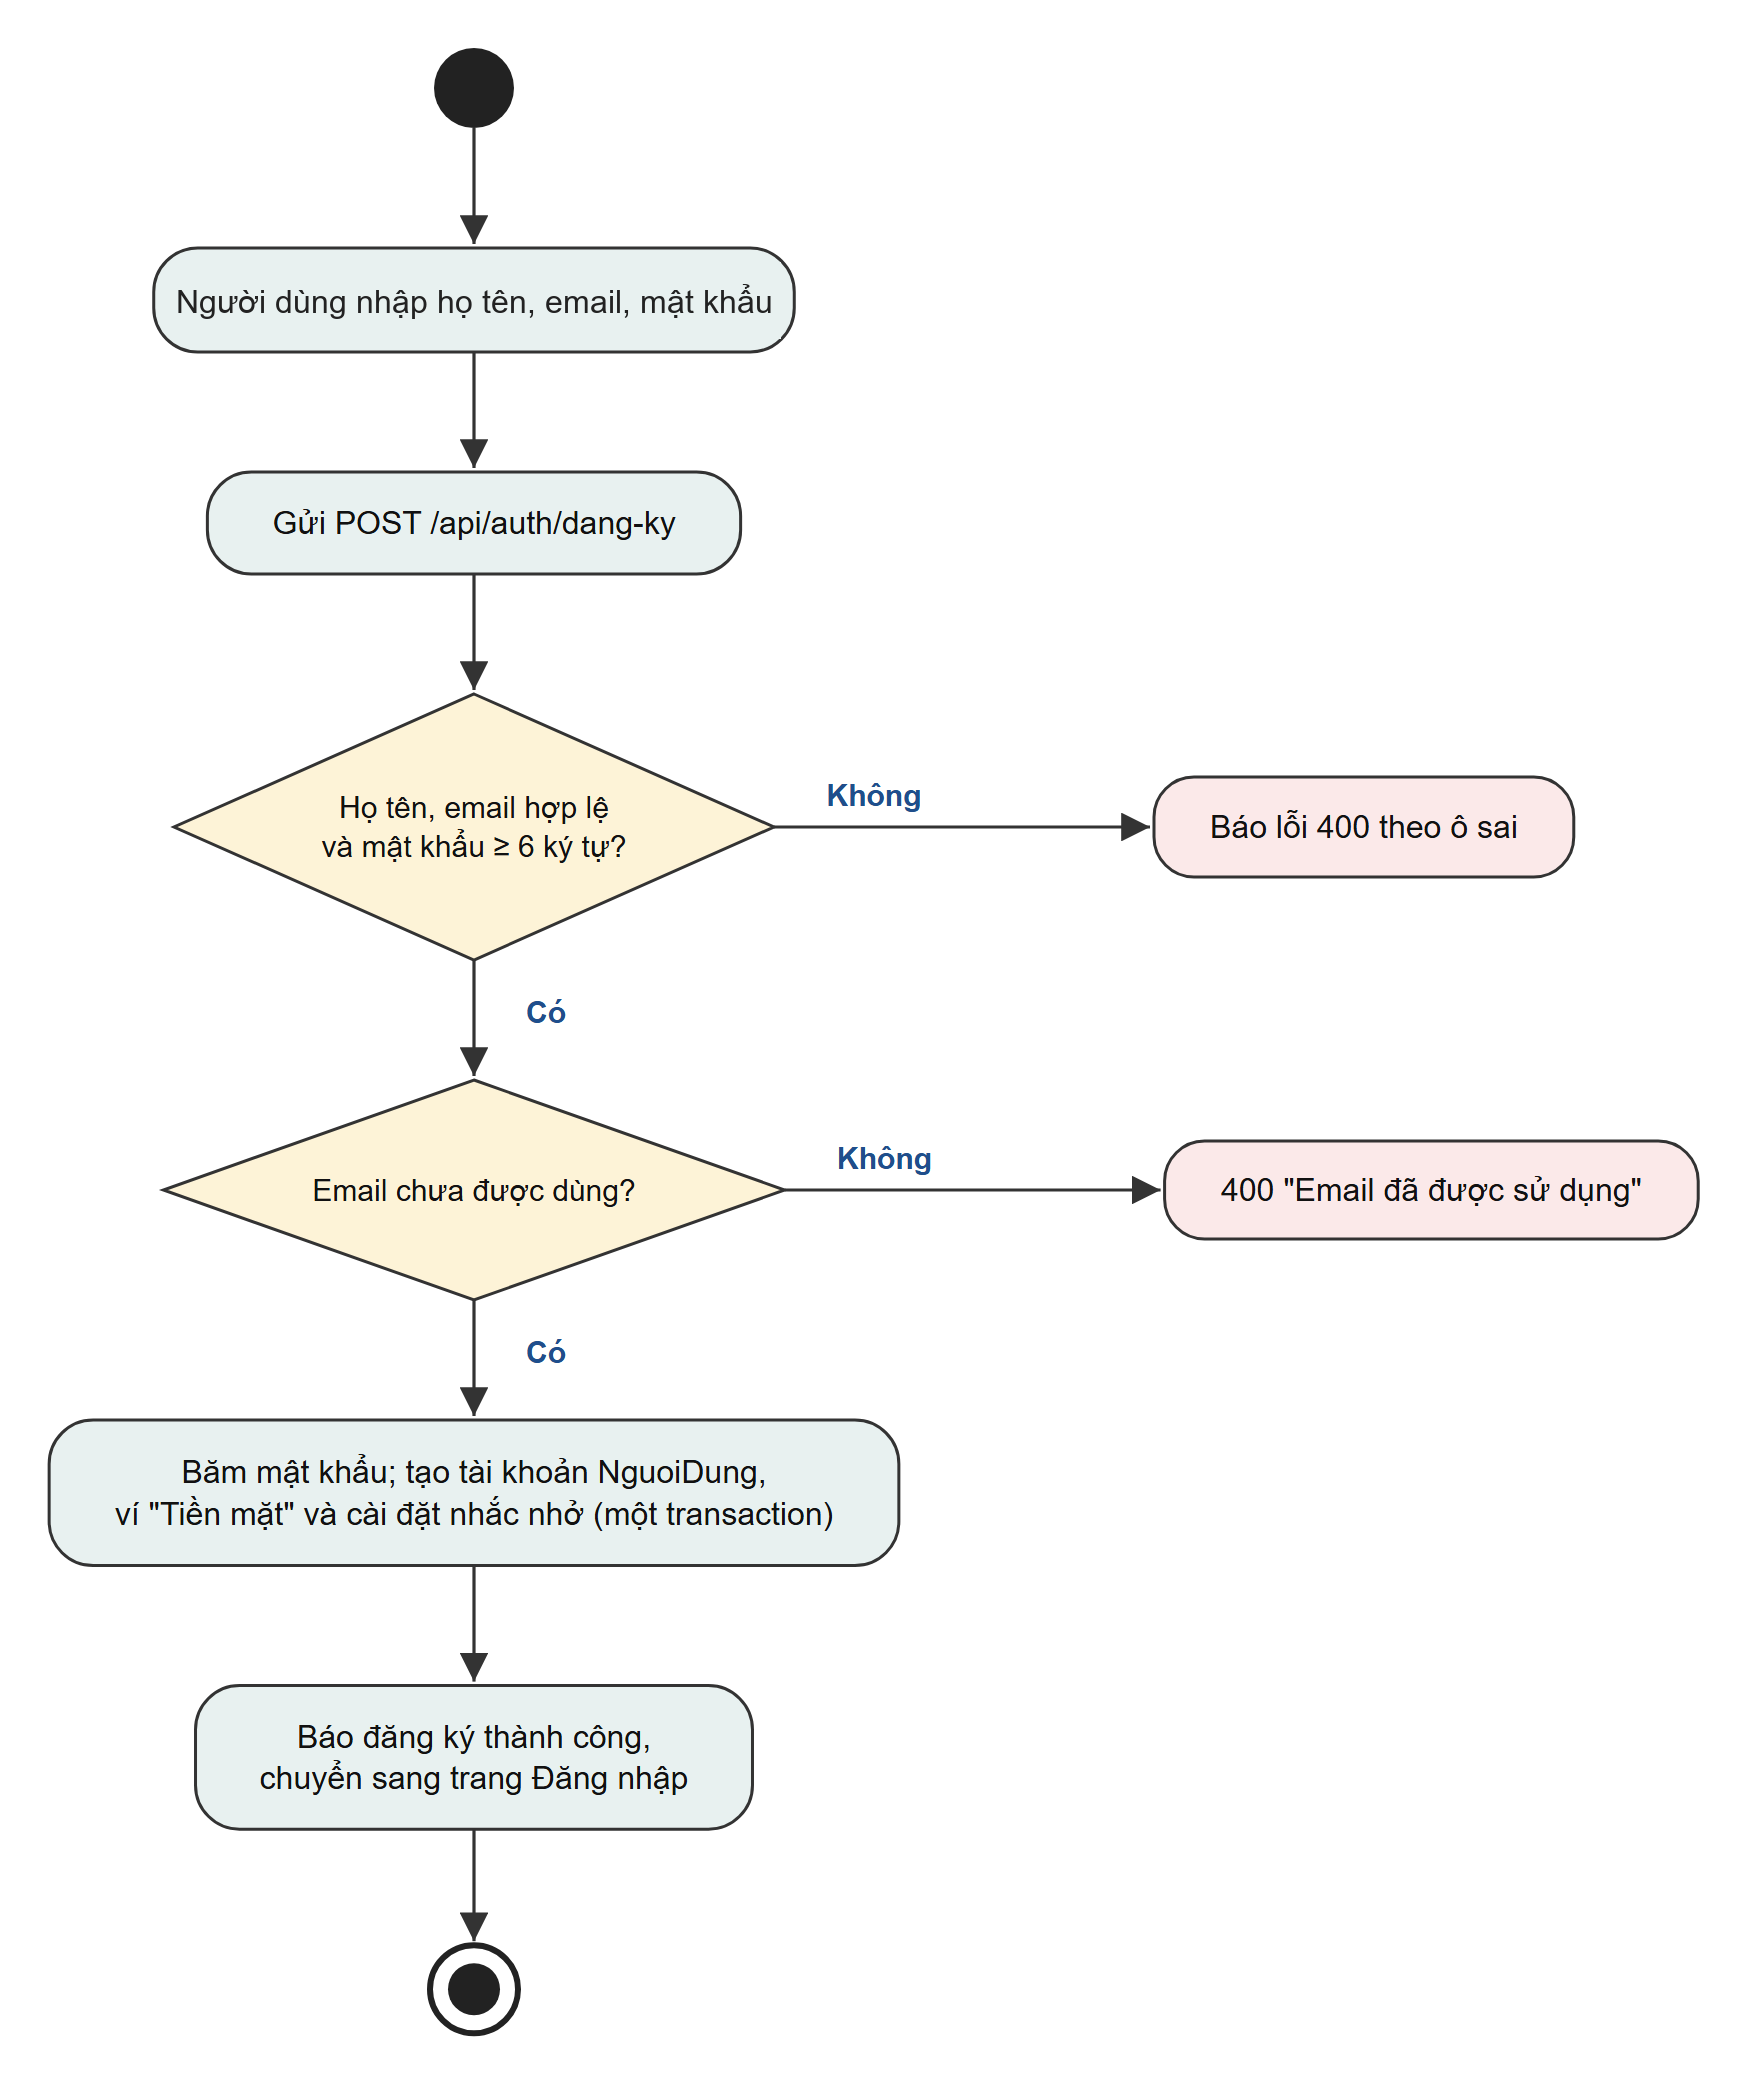 Người dùng nhập họ tên, email, mật khẩu
Gửi POST /api/auth/dang-ky
Họ tên, email hợp lệ
và mật khẩu ≥ 6 ký tự?
Không
Báo lỗi 400 theo ô sai
Có
Email chưa được dùng?
Không
400 "Email đã được sử dụng"
Có
Băm mật khẩu; tạo tài khoản NguoiDung,
ví "Tiền mặt" và cài đặt nhắc nhở (một transaction)
Báo đăng ký thành công,
chuyển sang trang Đăng nhập